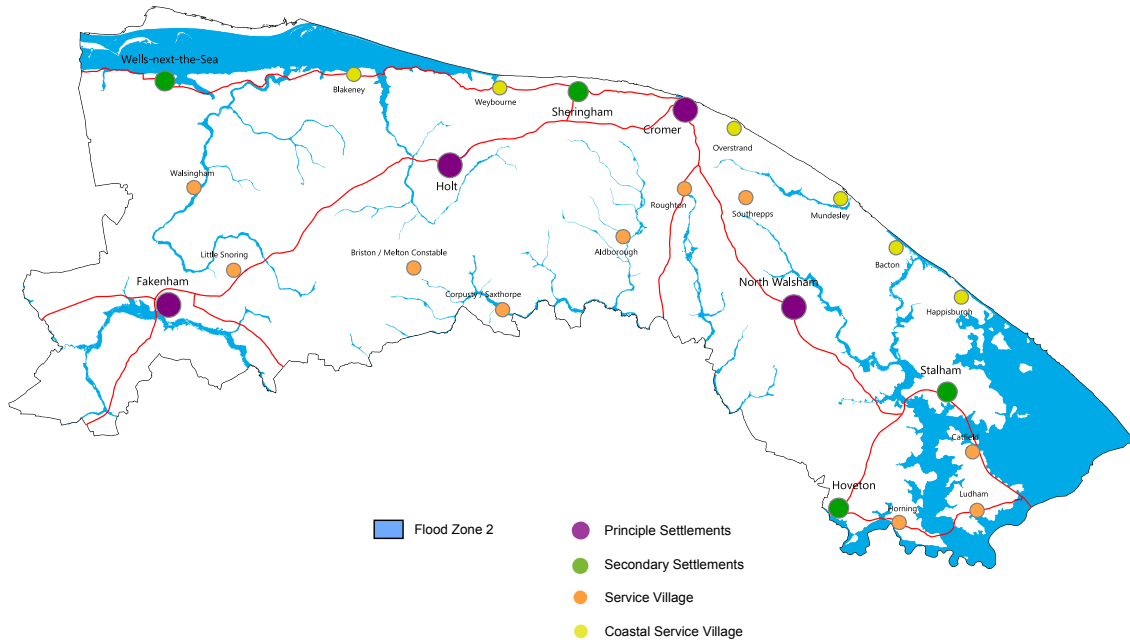 Wells-next-the-Sea
Blakeney
Weybourne
Sheringham
Cromer
Overstrand
Walsingham
Holt
Roughton
Southrepps
Mundesley
Little Snoring
Briston / Melton Constable
Aldborough
Bacton
Fakenham
Corpusty / Saxthorpe
North Walsham
Happisburgh
Stalham
Catfield
Hoveton
Horning
Ludham
Flood Zone 2
Principle Settlements
Secondary Settlements
Service Village
Coastal Service Village